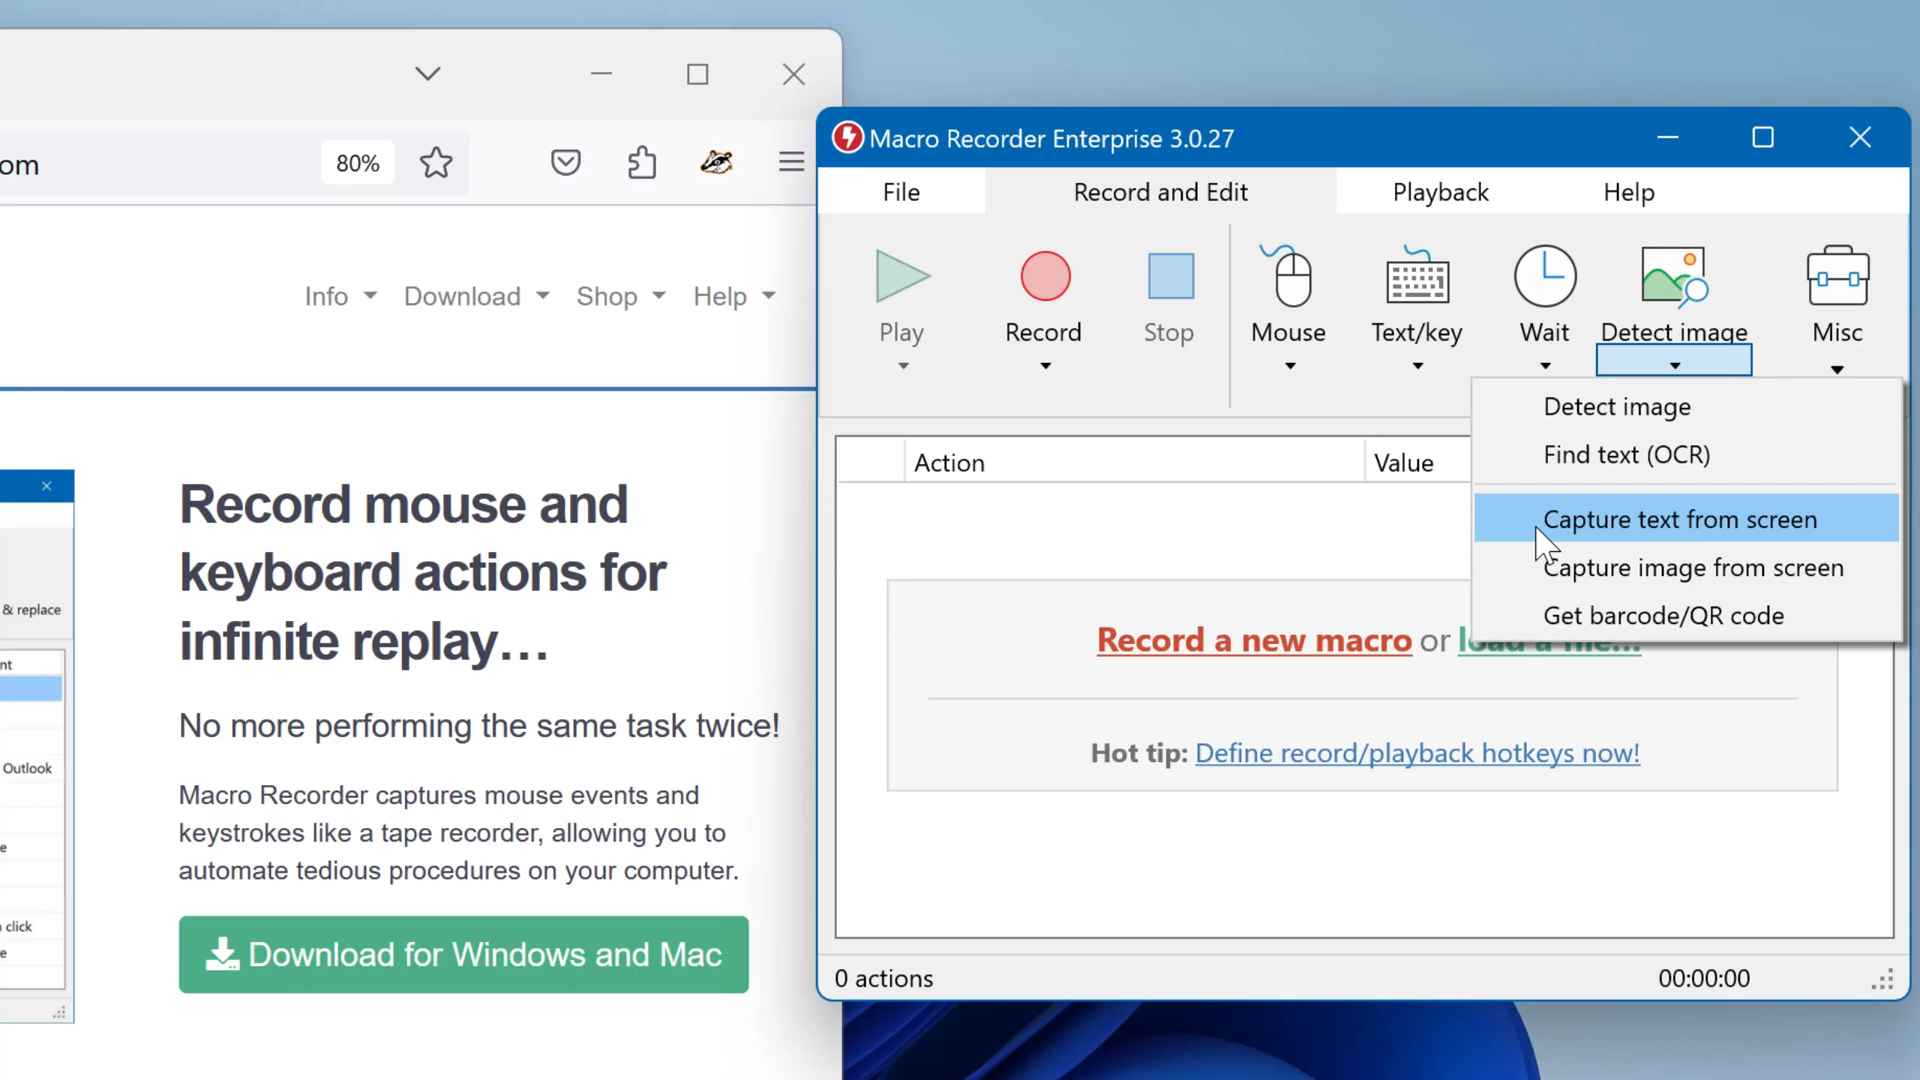 om
80%
Info
Download
Shop
Help
& replace
nt
Outlook
e
click
e
Record mouse and
keyboard actions for
infinite replay…
No more performing the same task twice!
Macro Recorder captures mouse events and
keystrokes like a tape recorder, allowing you to
automate tedious procedures on your computer.
Download for Windows and Mac
Macro Recorder Enterprise 3.0.27
File
Record and Edit
Playback
Help
Play
Record
Stop
Mouse
Text/key
Wait
Detect image
Misc
Detect image
Find text (OCR)
Capture text from screen
Capture image from screen
Get barcode/QR code
Action
Value
Record a new macro or load a file...
Hot tip: Define record/playback hotkeys now!
0 actions
00:00:00